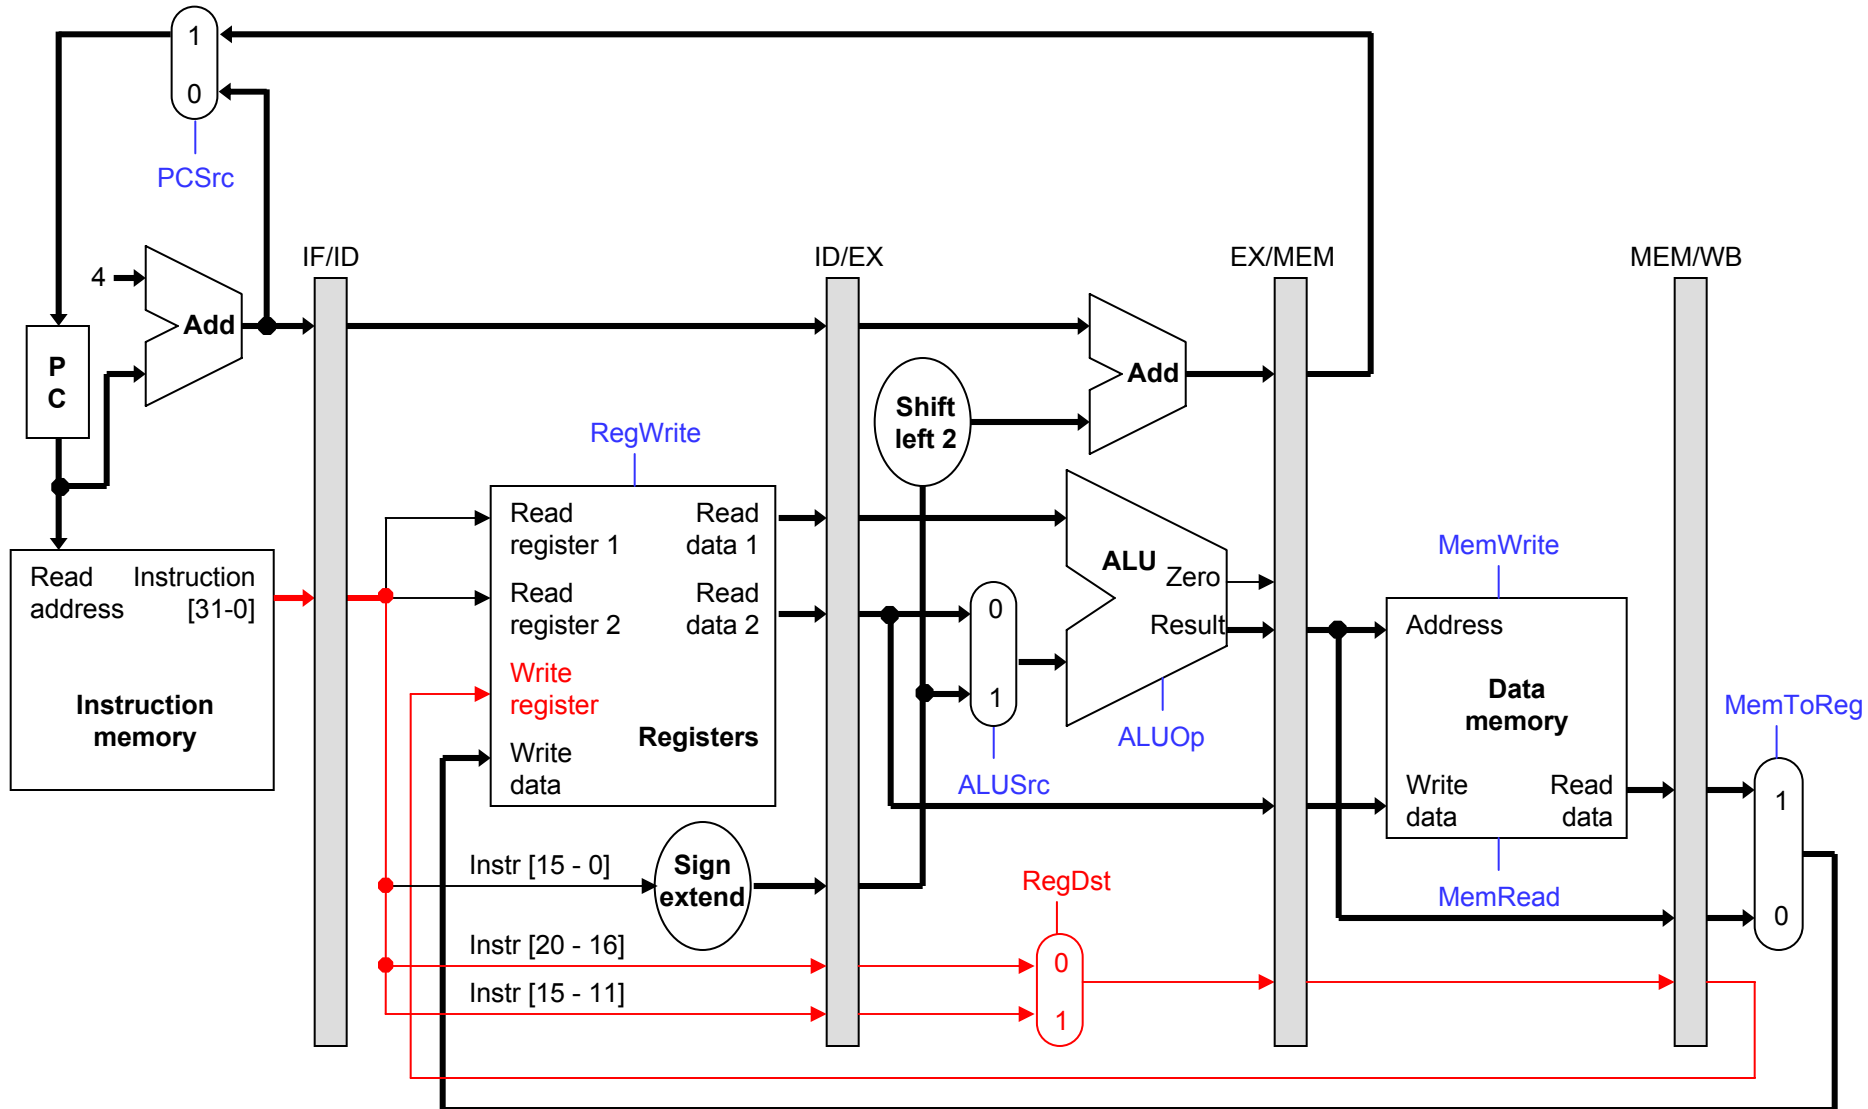 1
0
PCSrc
IF/ID
ID/EX
EX/MEM
MEM/WB
4
Add
P
C
Add
Shift
left 2
RegWrite
Read
register 1
Read
data 1
Read
register 2
Read
data 2
Write
register
Write
data
Registers
Read
address
Instruction
[31-0]
Instruction
memory
0
1
ALUSrc
ALU
Zero
Result
ALUOp
MemWrite
Address
Data
memory
Write
data
Read
data
MemRead
MemToReg
1
0
Instr [15 - 0]
Sign
extend
RegDst
Instr [20 - 16]
0
Instr [15 - 11]
1